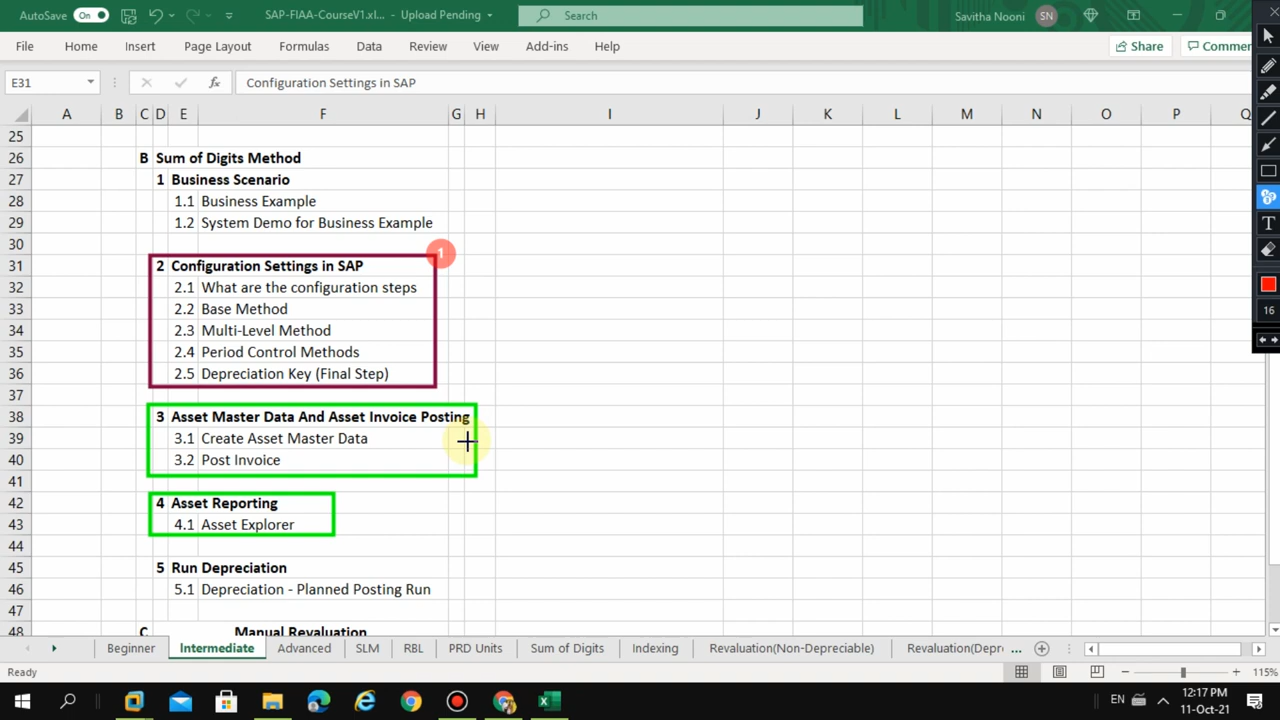 AutoSave On SAP-FIAA-CourseV1.xl... - Upload Pending Search Savitha Nooni SN
File Home Insert Page Layout Formulas Data Review View Add-ins Help Share Comme
E31 fx Configuration Settings in SAP
A B C D E F G H I J K L M N O P Q
25
26 B Sum of Digits Method
27 1 Business Scenario
28 1.1 Business Example
29 1.2 System Demo for Business Example
30 1
31 2 Configuration Settings in SAP
32 2.1 What are the configuration steps
33 2.2 Base Method
34 2.3 Multi-Level Method
35 2.4 Period Control Methods
36 2.5 Depreciation Key (Final Step)
37
38 3 Asset Master Data And Asset Invoice Posting
39 3.1 Create Asset Master Data
40 3.2 Post Invoice
41
42 4 Asset Reporting
43 4.1 Asset Explorer
44
45 5 Run Depreciation
46 5.1 Depreciation - Planned Posting Run
47
48 C Manual Revaluation
T
16
Beginner Intermediate Advanced SLM RBL PRD Units Sum of Digits Indexing Revaluation(Non-Depreciable) Revaluation(Depre ...
Ready 115%
EN 12:17 PM
11-Oct-21